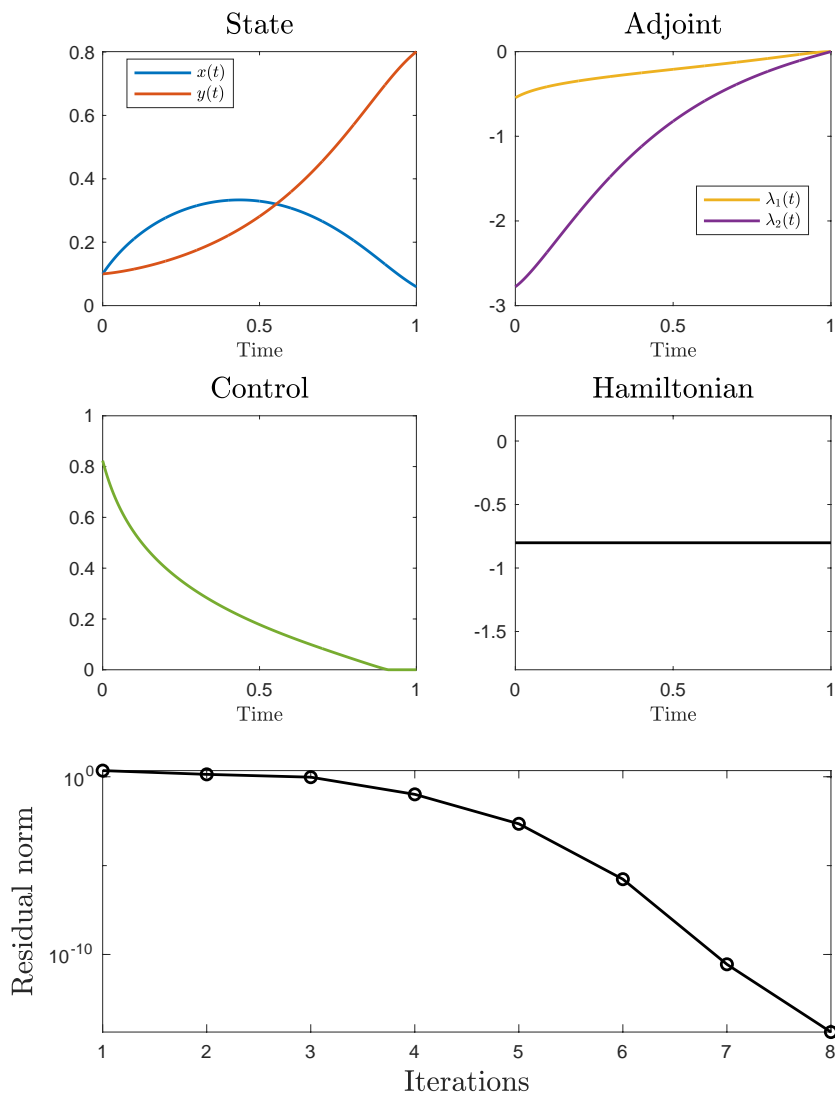 State
0.8
0.6
0.4
0.2
0
x(t)
y(t)
0 0.5 1
Time
Adjoint
0
-1
-2
-3
λ₁(t)
λ₂(t)
0 0.5 1
Time
Control
1
0.8
0.6
0.4
0.2
0
0 0.5 1
Time
Hamiltonian
0
-0.5
-1
-1.5
0 0.5 1
Time
Residual norm
10⁰
10⁻¹⁰
1 2 3 4 5 6 7 8
Iterations